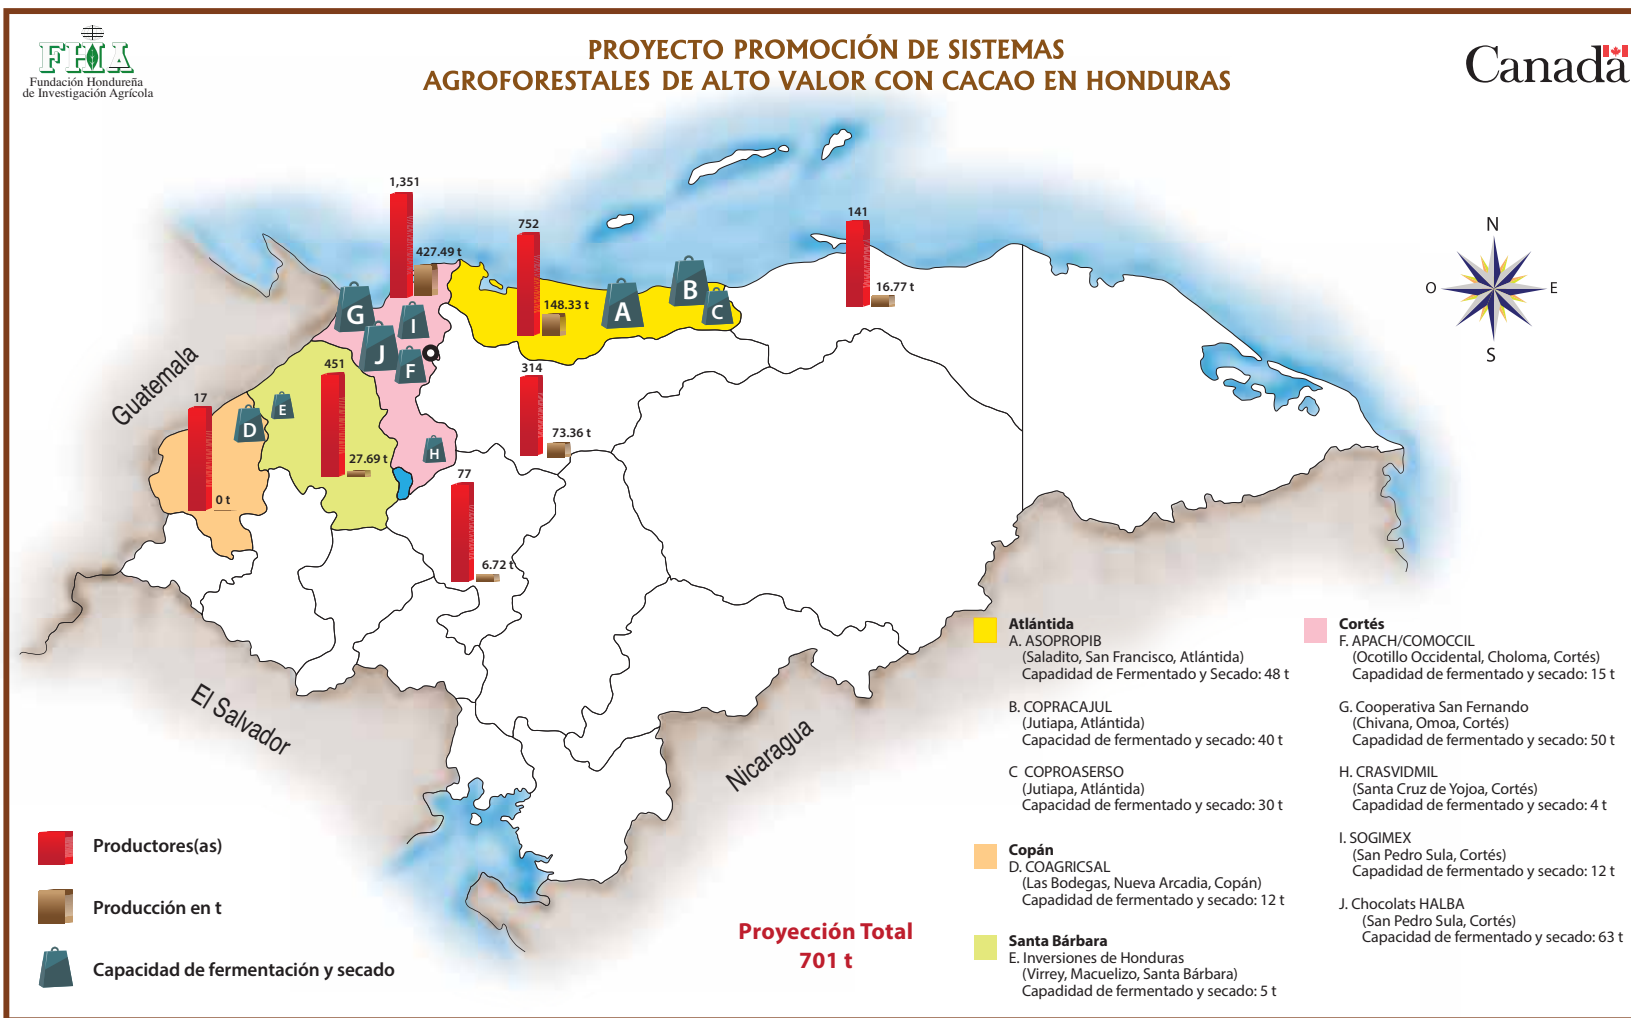 FHIA
Fundación Hondureña
de Investigación Agrícola
PROYECTO PROMOCIÓN DE SISTEMAS
AGROFORESTALES DE ALTO VALOR CON CACAO EN HONDURAS
Canada
1,351
427.49 t
752
148.33 t
141
16.77 t
N
O
E
S
G
I
J
F
A
B
C
Guatemala
17
0 t
D
E
451
27.69 t
314
73.36 t
H
77
6.72 t
El Salvador
Nicaragua
Productores(as)
Producción en t
Capacidad de fermentación y secado
Proyección Total
701 t
Atlántida
A. ASOPROPIB
(Saladito, San Francisco, Atlántida)
Capadidad de Fermentado y Secado: 48 t
B. COPRACAJUL
(Jutiapa, Atlántida)
Capacidad de fermentado y secado: 40 t
C COPROASERSO
(Jutiapa, Atlántida)
Capacidad de fermentado y secado: 30 t
Copán
D. COAGRICSAL
(Las Bodegas, Nueva Arcadia, Copán)
Capacidad de fermentado y secado: 12 t
Santa Bárbara
E. Inversiones de Honduras
(Virrey, Macuelizo, Santa Bárbara)
Capadidad de fermentado y secado: 5 t
Cortés
F. APACH/COMOCCIL
(Ocotillo Occidental, Choloma, Cortés)
Capadidad de fermentado y secado: 15 t
G. Cooperativa San Fernando
(Chivana, Omoa, Cortés)
Capadidad de fermentado y secado: 50 t
H. CRASVIDMIL
(Santa Cruz de Yojoa, Cortés)
Capadidad de fermentado y secado: 4 t
I. SOGIMEX
(San Pedro Sula, Cortés)
Capacidad de fermentado y secado: 12 t
J. Chocolats HALBA
(San Pedro Sula, Cortés)
Capacidad de fermentado y secado: 63 t